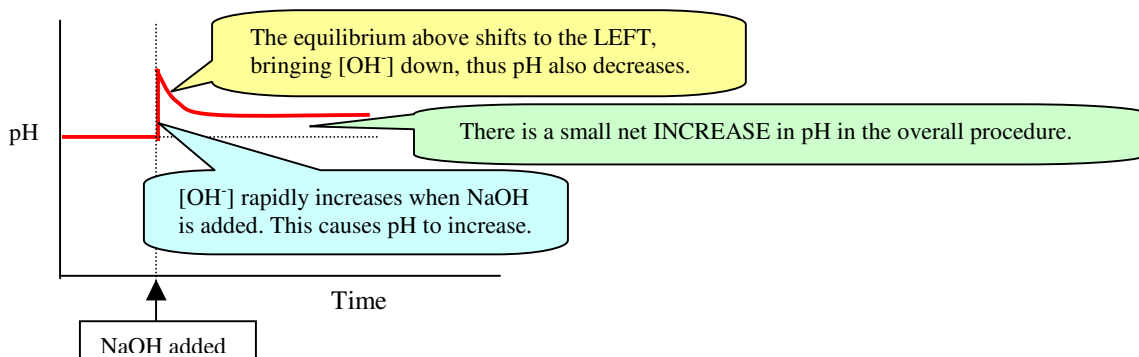 The equilibrium above shifts to the LEFT,
bringing [OH⁻] down, thus pH also decreases.
pH
There is a small net INCREASE in pH in the overall procedure.
[OH⁻] rapidly increases when NaOH
is added. This causes pH to increase.
Time
NaOH added